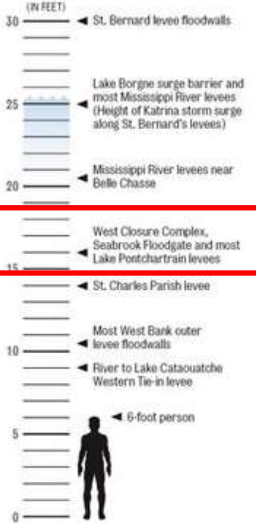 (IN FEET)
30
St. Bernard levee floodwalls
Lake Borgne surge barrier and
most Mississippi River levees
25
(Height of Katrina storm surge
along St. Bernard's levees)
Mississippi River levees near
20
Belle Chasse
West Closure Complex,
Seabrook Floodgate and most
Lake Pontchartrain levees
15
St. Charles Parish levee
Most West Bank outer
10
levee floodwalls
River to Lake Cataouatche
Western Tie-in levee
6-foot person
5
0